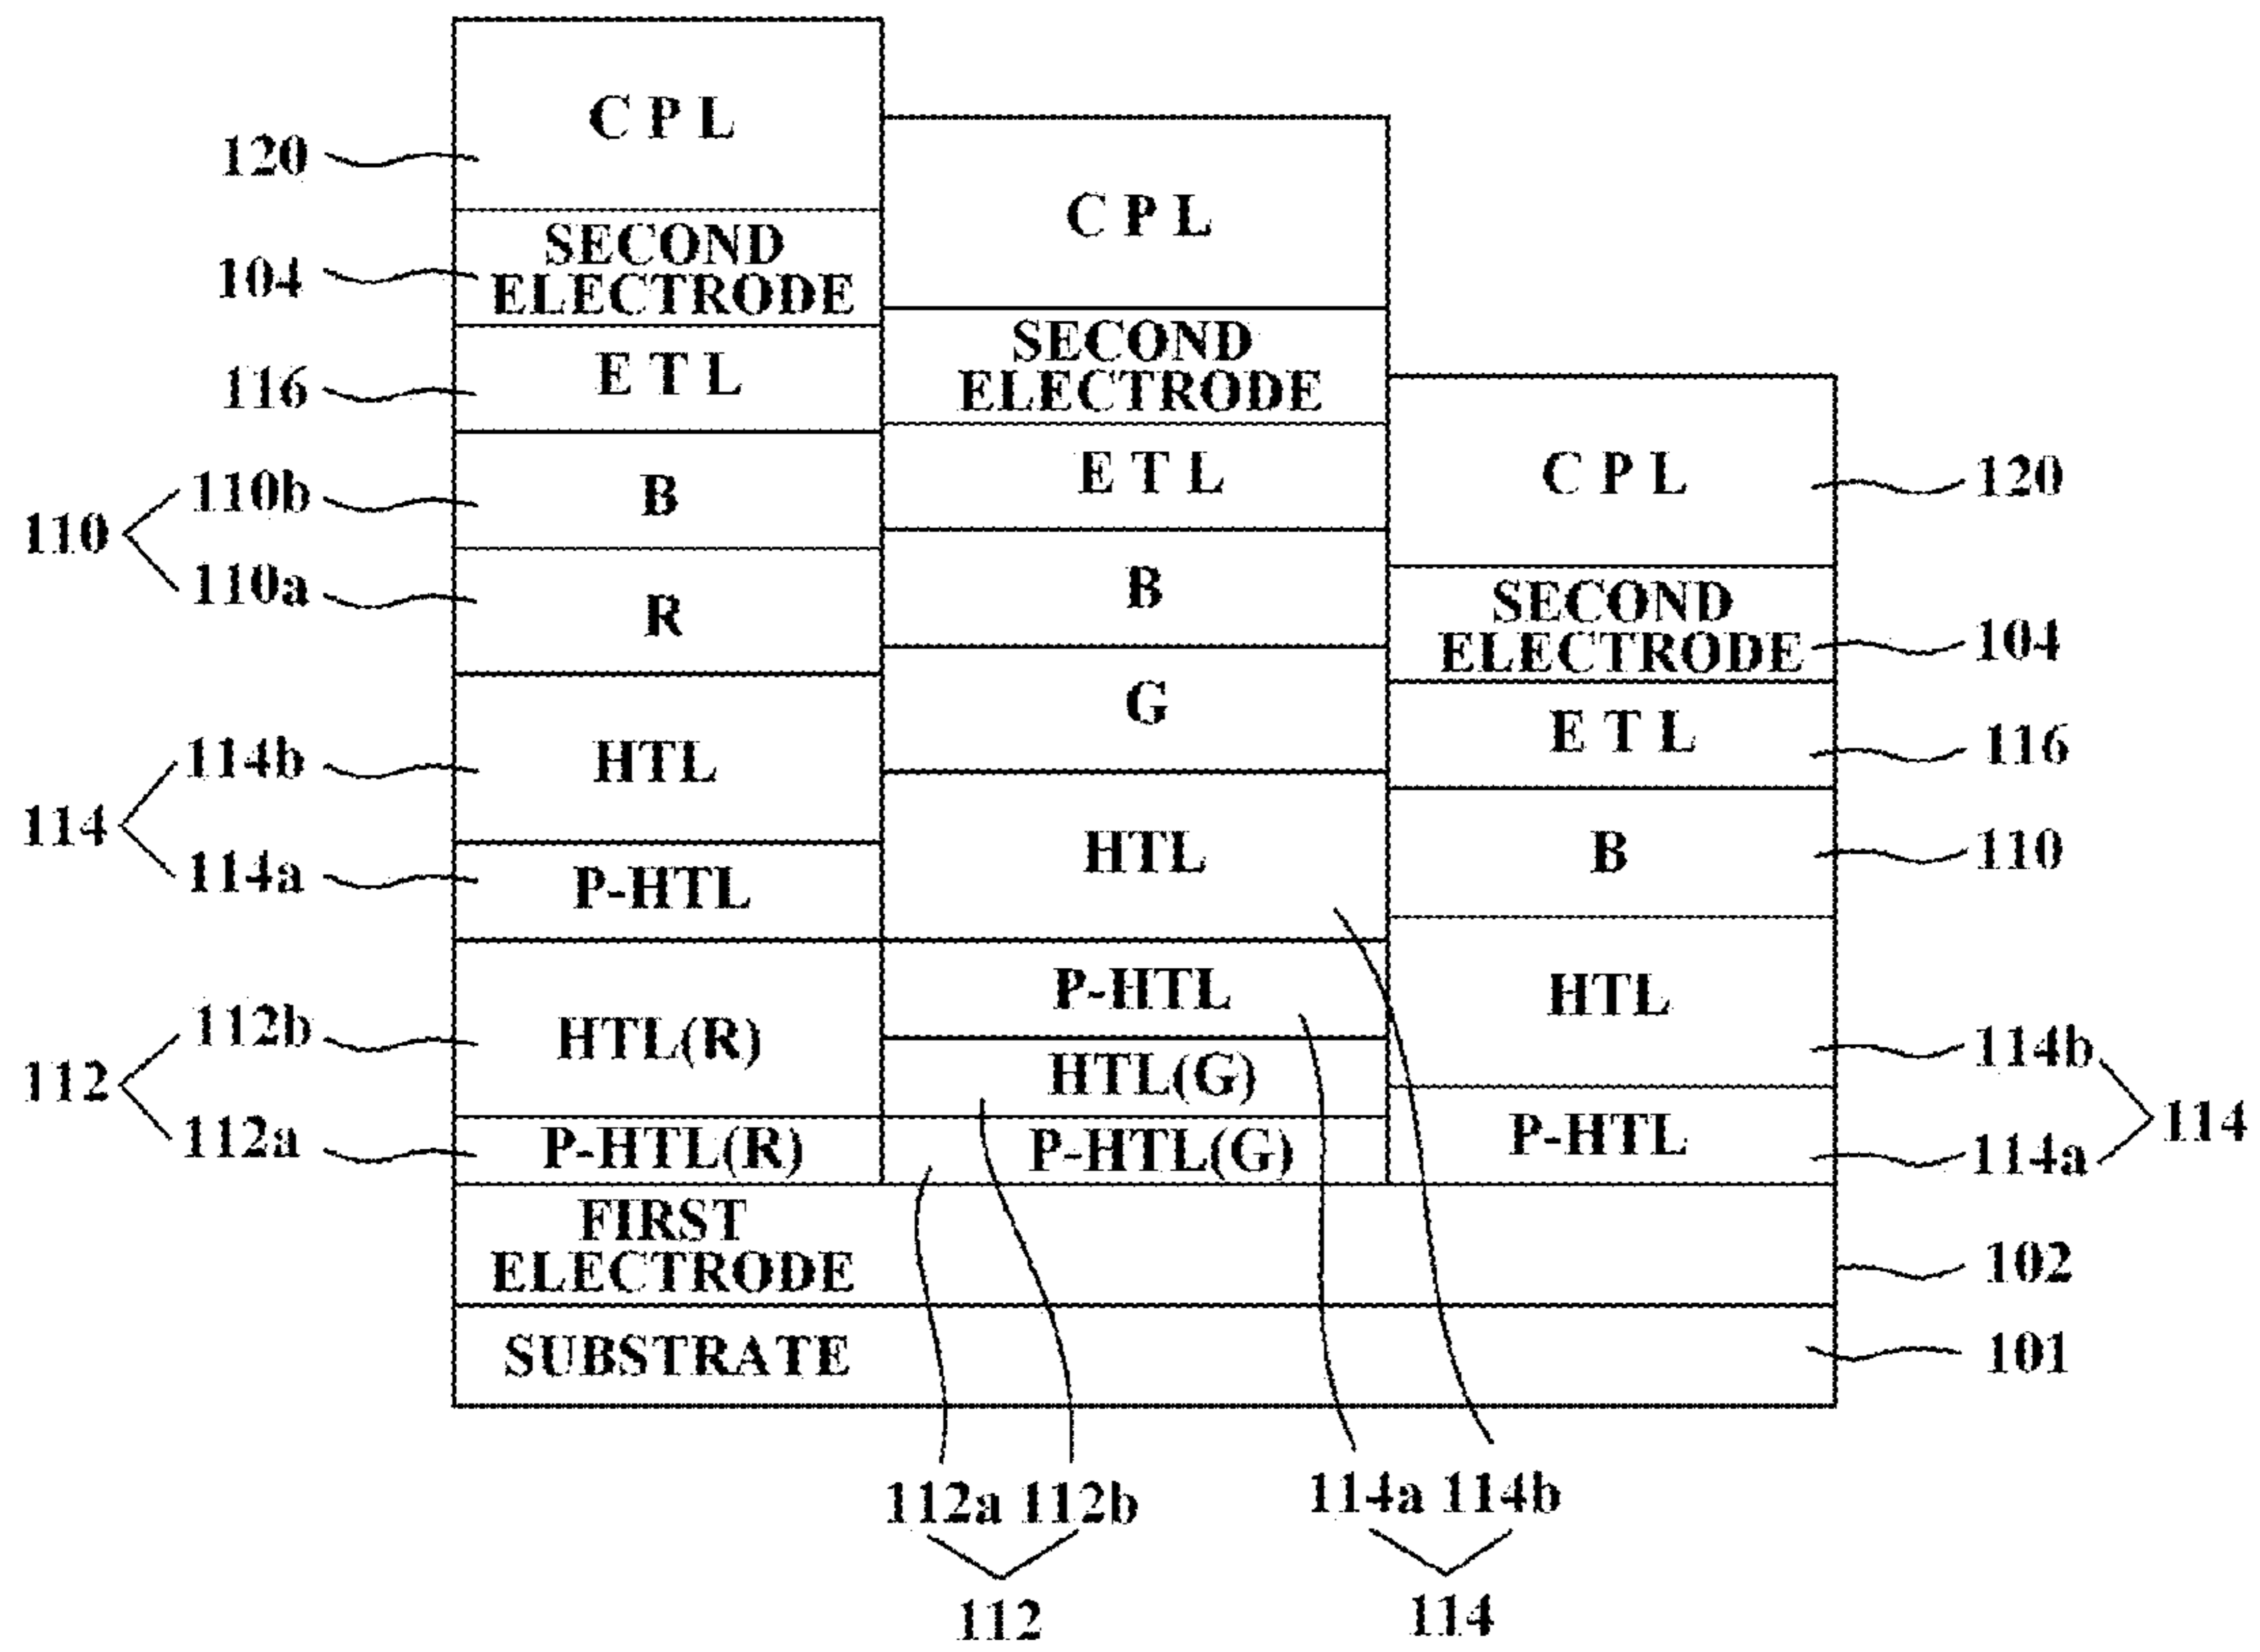 C P L
120
C P L
SECOND
ELECTRODE
104
SECOND
ELECTRODE
E T L
116
E T L
C P L
120
110b
B
110
110a
R
B
SECOND
ELECTRODE
104
G
E T L
116
114b
HTL
114
114a
P-HTL
HTL
B
110
112b
HTL(R)
112
112a
P-HTL(R)
P-HTL
HTL(G)
P-HTL(G)
HTL
114b
114
P-HTL
114a
FIRST
ELECTRODE
102
SUBSTRATE
101
112a 112b
112
114a 114b
114